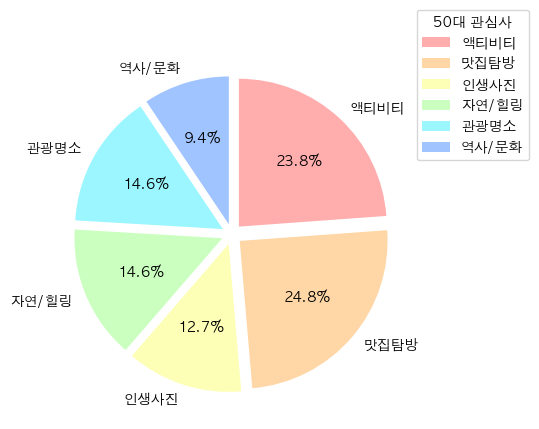 50대 관심사
액티비티
맛집탐방
인생사진
자연/힐링
관광명소
역사/문화
역사/문화
9.4%
액티비티
23.8%
관광명소
14.6%
자연/힐링
14.6%
24.8%
맛집탐방
12.7%
인생사진